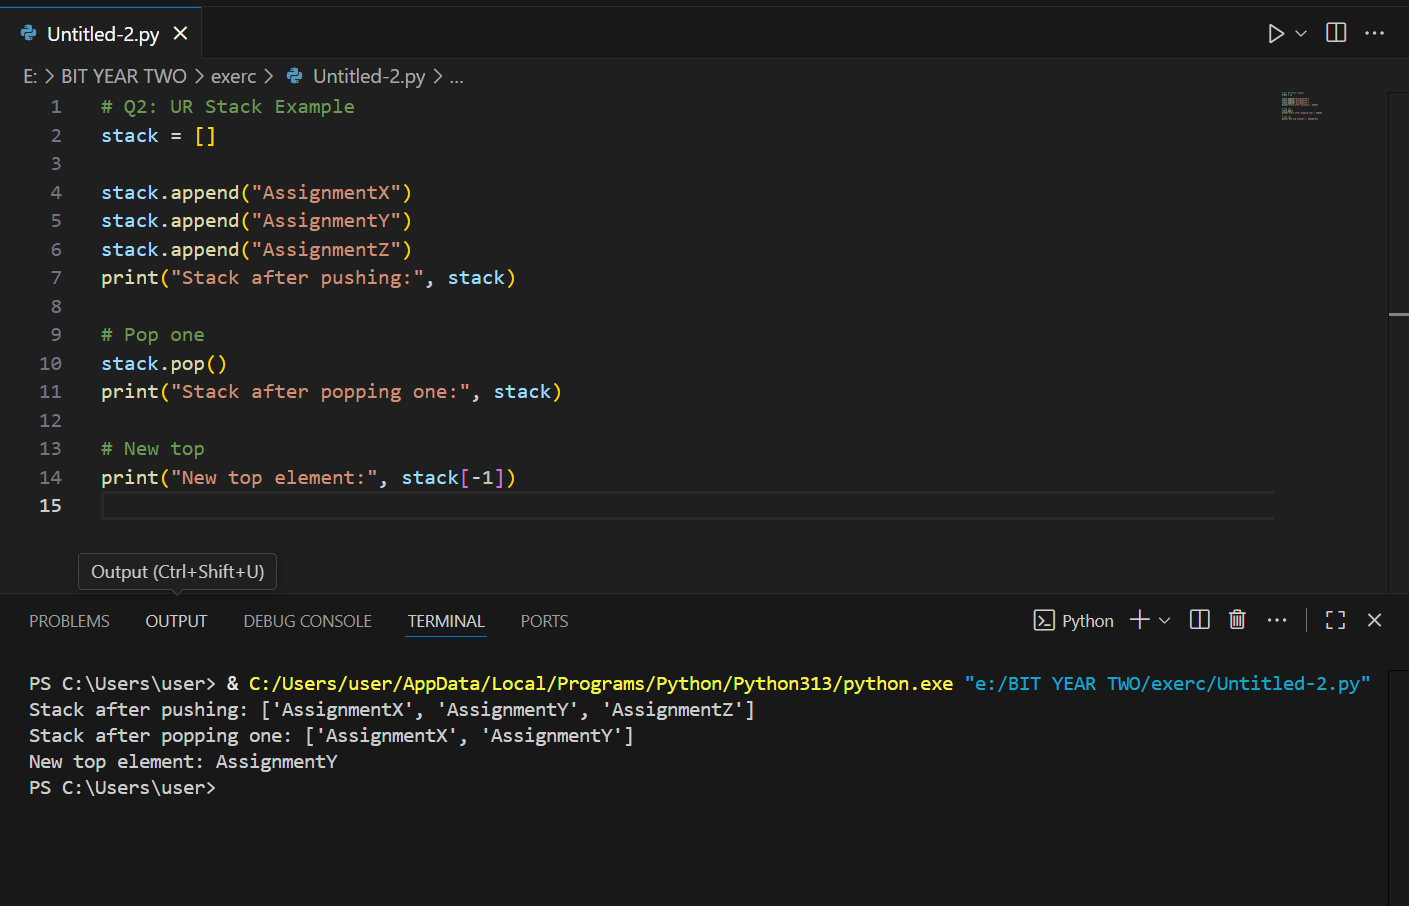 Untitled-2.py
E: > BIT YEAR TWO > exerc > Untitled-2.py > ...
1 # Q2: UR Stack Example
2 stack = []
3
4 stack.append("AssignmentX")
5 stack.append("AssignmentY")
6 stack.append("AssignmentZ")
7 print("Stack after pushing:", stack)
8
9 # Pop one
10 stack.pop()
11 print("Stack after popping one:", stack)
12
13 # New top
14 print("New top element:", stack[-1])
15
Output (Ctrl+Shift+U)
PROBLEMS OUTPUT DEBUG CONSOLE TERMINAL PORTS Python
PS C:\Users\user> & C:/Users/user/AppData/Local/Programs/Python/Python313/python.exe "e:/BIT YEAR TWO/exerc/Untitled-2.py"
Stack after pushing: ['AssignmentX', 'AssignmentY', 'AssignmentZ']
Stack after popping one: ['AssignmentX', 'AssignmentY']
New top element: AssignmentY
PS C:\Users\user>